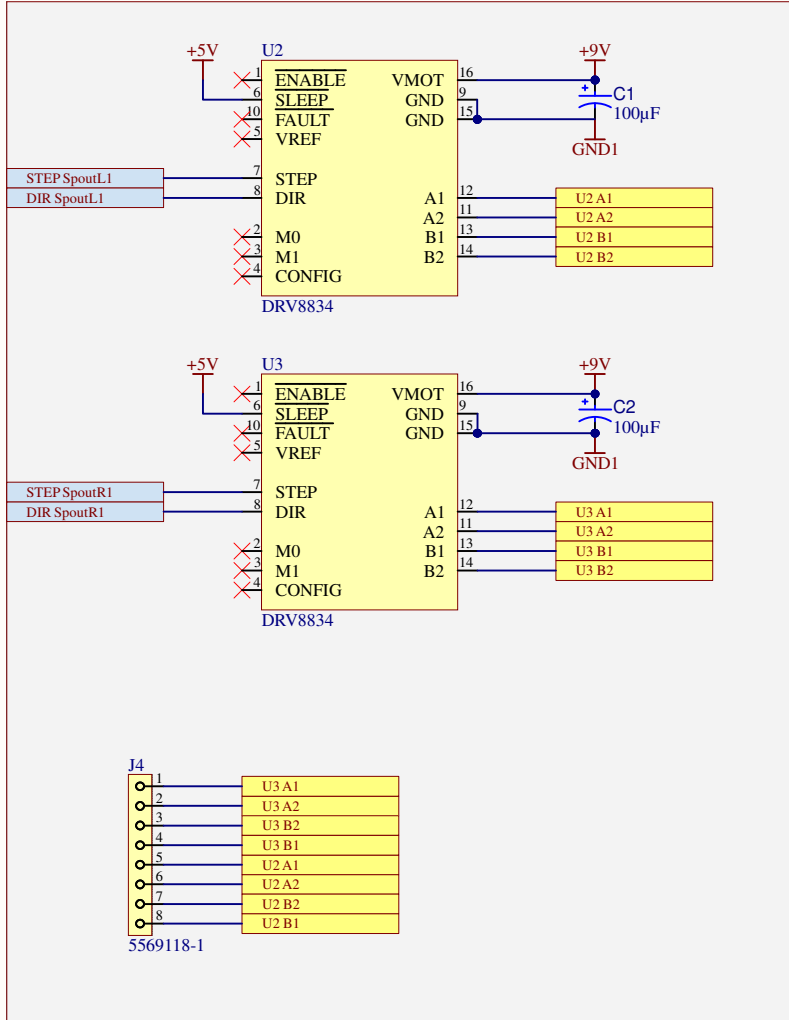 +5V U2 +9V
1 ENABLE VMOT 16
6 SLEEP GND 9 C1
10 FAULT GND 15 100µF
5 VREF
GND1
STEP SpoutL1 7 STEP
DIR SpoutL1 8 DIR A1 12 U2 A1
A2 11 U2 A2
2 M0 B1 13 U2 B1
3 M1 B2 14 U2 B2
4 CONFIG
DRV8834
+5V U3 +9V
1 ENABLE VMOT 16
6 SLEEP GND 9 C2
10 FAULT GND 15 100µF
5 VREF
GND1
STEP SpoutR1 7 STEP
DIR SpoutR1 8 DIR A1 12 U3 A1
A2 11 U3 A2
2 M0 B1 13 U3 B1
3 M1 B2 14 U3 B2
4 CONFIG
DRV8834
J4
1 U3 A1
2 U3 A2
3 U3 B2
4 U3 B1
5 U2 A1
6 U2 A2
7 U2 B2
8 U2 B1
5569118-1